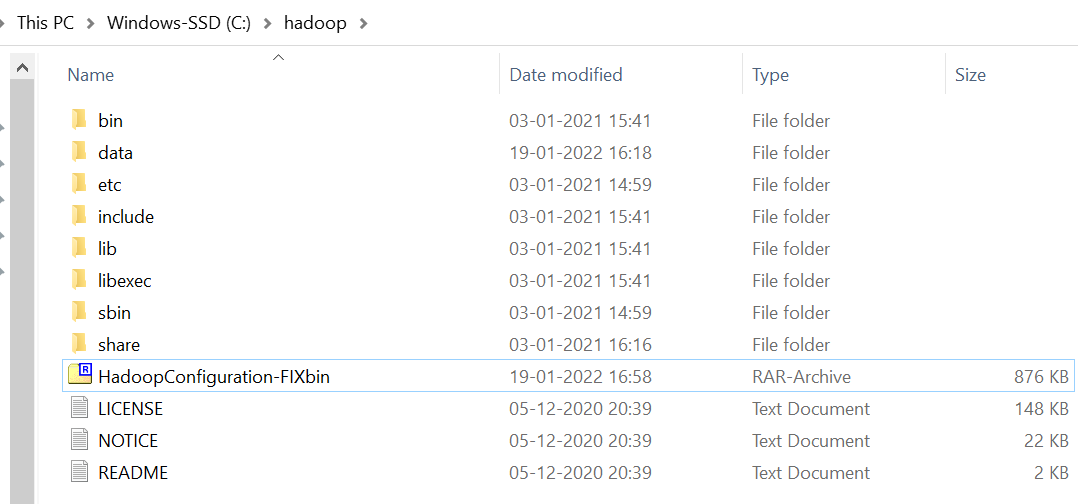 This PC > Windows-SSD (C:) > hadoop >
Name Date modified Type Size
bin 03-01-2021 15:41 File folder
data 19-01-2022 16:18 File folder
etc 03-01-2021 14:59 File folder
include 03-01-2021 15:41 File folder
lib 03-01-2021 15:41 File folder
libexec 03-01-2021 15:41 File folder
sbin 03-01-2021 14:59 File folder
share 03-01-2021 16:16 File folder
HadoopConfiguration-FIXbin 19-01-2022 16:58 RAR-Archive 876 KB
LICENSE 05-12-2020 20:39 Text Document 148 KB
NOTICE 05-12-2020 20:39 Text Document 22 KB
README 05-12-2020 20:39 Text Document 2 KB